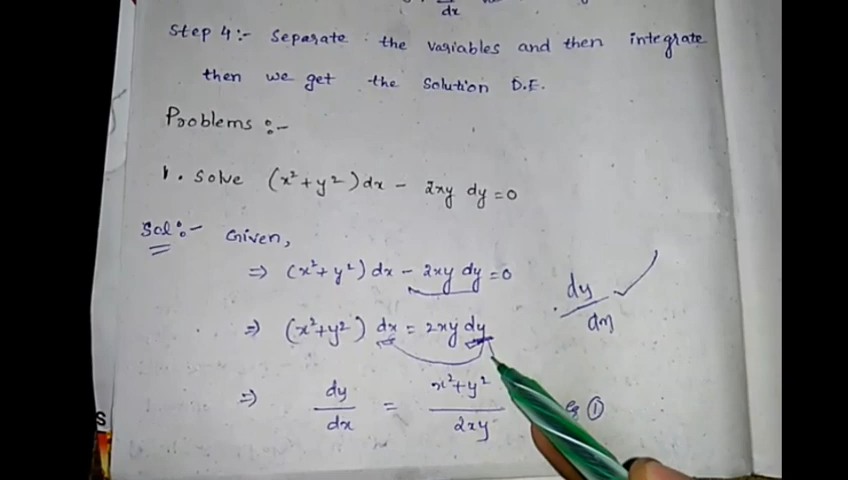 dx
Step 4:- Separate the variables and then integrate
then we get the solution D.E.
Problems :-
1. Solve (x²+y²)dx - 2xy dy = 0
Sol:- Given,
⇒ (x²+y²) dx - 2xy dy = 0
⇒ (x²+y²) dx = 2xy dy
dy/dx
⇒ dy/dx = x²+y²/2xy eq ①
S